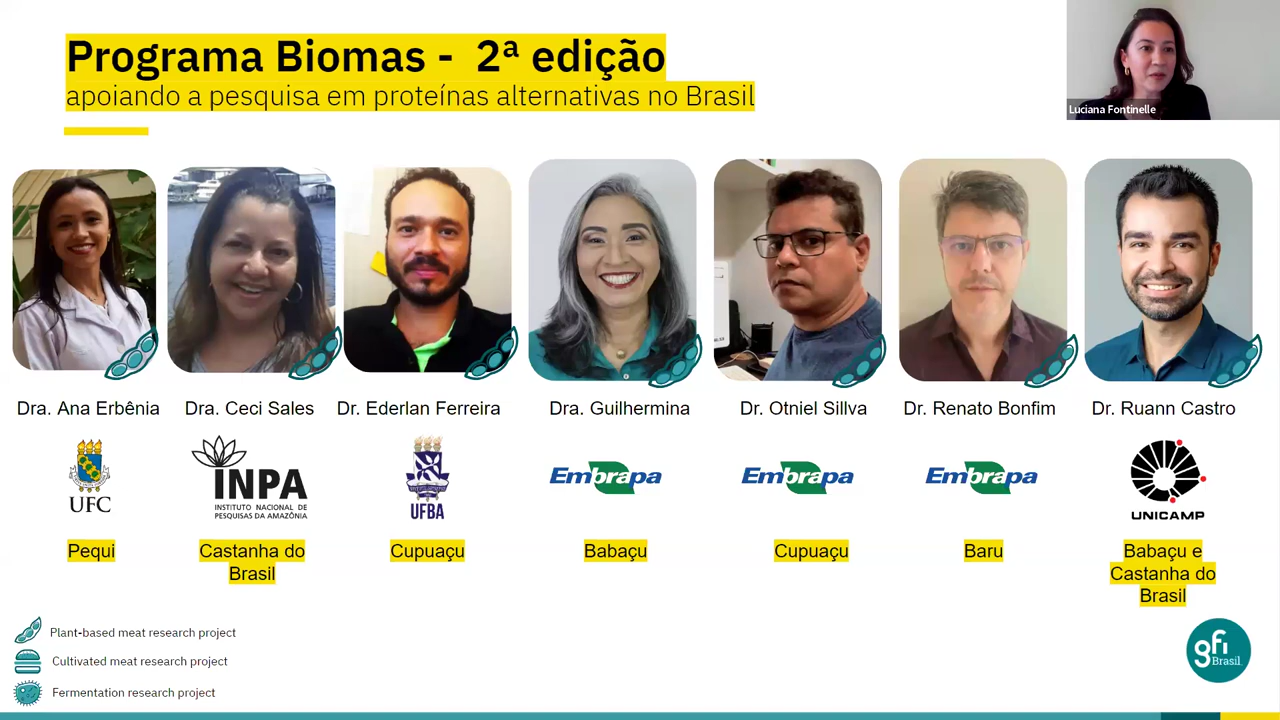 Programa Biomas - 2ª edição
apoiando a pesquisa em proteínas alternativas no Brasil
Luciana Fontinelle
Dra. Ana Erbênia
Dra. Ceci Sales
Dr. Ederlan Ferreira
Dra. Guilhermina
Dr. Otniel Sillva
Dr. Renato Bonfim
Dr. Ruann Castro
UFC
INPA
INSTITUTO NACIONAL DE
PESQUISAS DA AMAZÔNIA
UFBA
Embrapa
Embrapa
Embrapa
UNICAMP
Pequi
Castanha do
Brasil
Cupuaçu
Babaçu
Cupuaçu
Baru
Babaçu e
Castanha do
Brasil
Plant-based meat research project
Cultivated meat research project
Fermentation research project
gfi
Brasil.